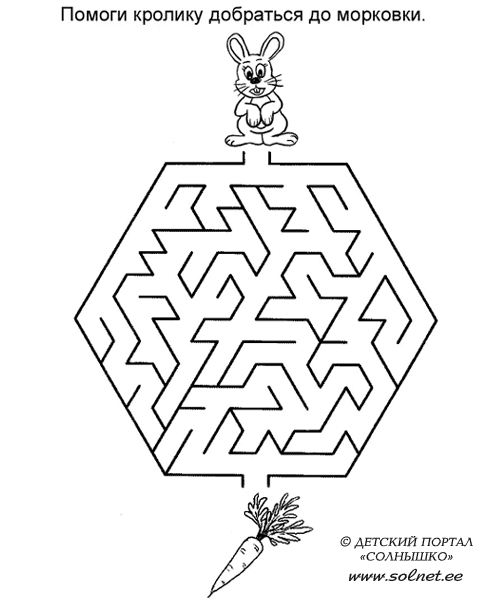 Помоги кролику добраться до морковки.
© ДЕТСКИЙ ПОРТАЛ
«СОЛНЫШКО»
www.solnet.ee